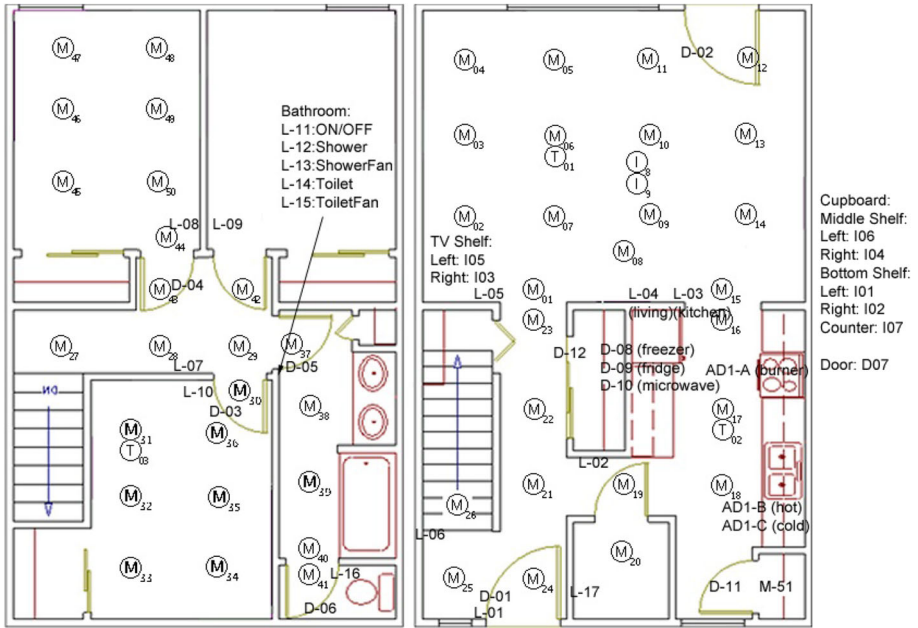 M47 M48
M46 M49
M45 M50
L-08 L-09
M44
D-04
M43 M42
Bathroom:
L-11:ON/OFF
L-12:Shower
L-13:ShowerFan
L-14:Toilet
L-15:ToiletFan
M27 M28 M29 M37
L-07 D-05
L-10 M30
D-03
DN
M31 M36 M38
T03
M32 M35 M39
M33 M34
M40
L-16
M41
D-06
M04 M05 M11 D-02 M12
M03 M06 M10 M13
T01 I8
I9
M02 M07 M09 M14
M08
TV Shelf:
Left: I05
Right: I03
L-05 M01 L-04 L-03 M15
(living)(kitchen)
M23 M16
D-12 D-08 (freezer)
D-09 (fridge) AD1-A (burner)
D-10 (microwave)
M22 M17
T02
L-02
M21 M19 M18
M26
AD1-B (hot)
AD1-C (cold)
L-06
M20
M25 M24
D-01 L-17 D-11 M-51
L-01
Cupboard:
Middle Shelf:
Left: I06
Right: I04
Bottom Shelf:
Left: I01
Right: I02
Counter: I07
Door: D07